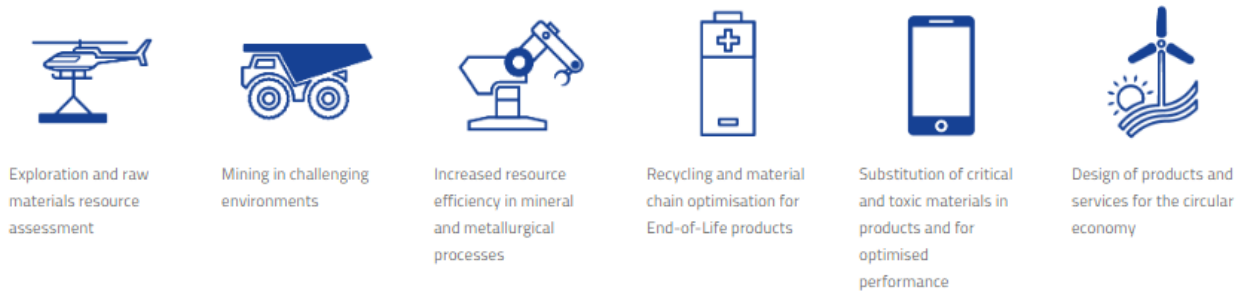 Exploration and raw
materials resource
assessment
Mining in challenging
environments
Increased resource
efficiency in mineral
and metallurgical
processes
Recycling and material
chain optimisation for
End-of-Life products
Substitution of critical
and toxic materials in
products and for
optimised
performance
Design of products and
services for the circular
economy